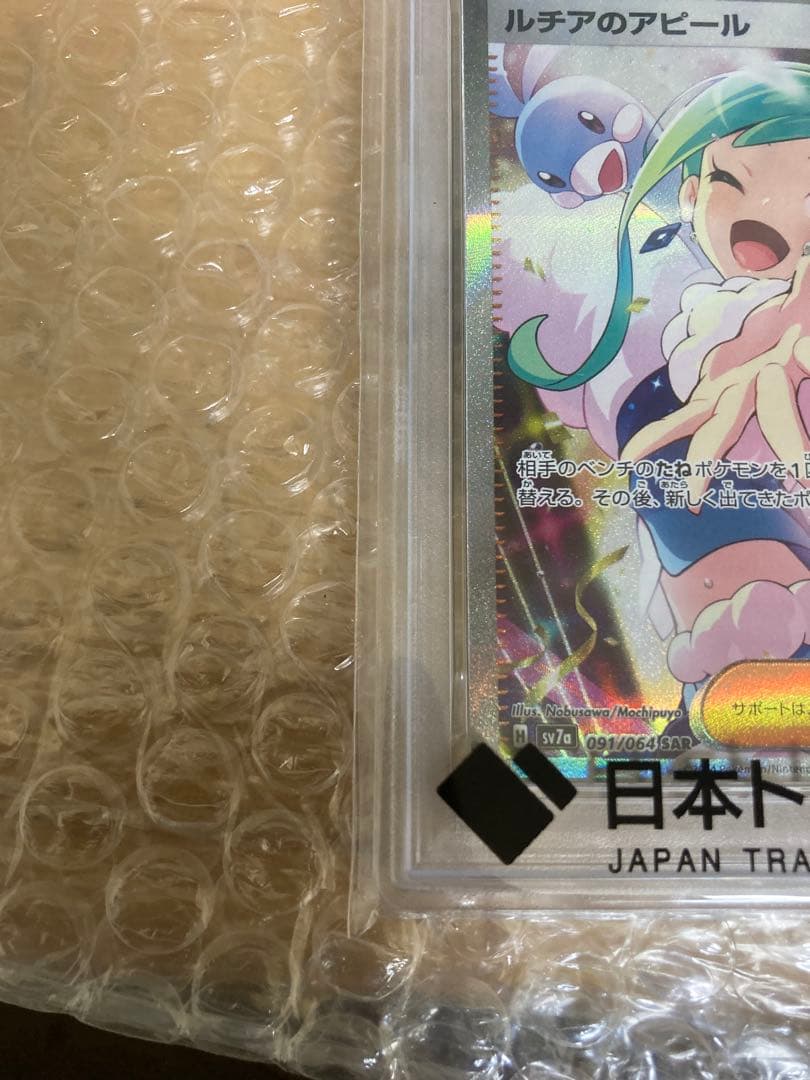 ルチアのアピール
相手のベンチのたねポケモンを1
替える。その後、新しく出てきたポ
Illus. Nobusawa/Mochipuyo
サポートは
H sv7a 091/064 SAR
日本ト
JAPAN TRA